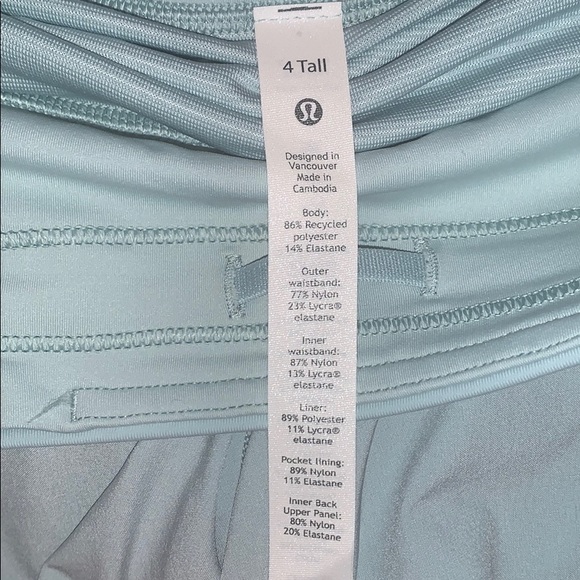 4 Tall
Designed in
Vancouver
Made in
Cambodia
Body:
86% Recycled
polyester
14% Elastane
Outer
waistband:
77% Nylon
23% Lycra®
elastane
Inner
waistband:
87% Nylon
13% Lycra®
elastane
Liner:
89% Polyester
11% Lycra®
elastane
Pocket lining:
89% Nylon
11% Elastane
Inner Back
Upper Panel:
80% Nylon
20% Elastane